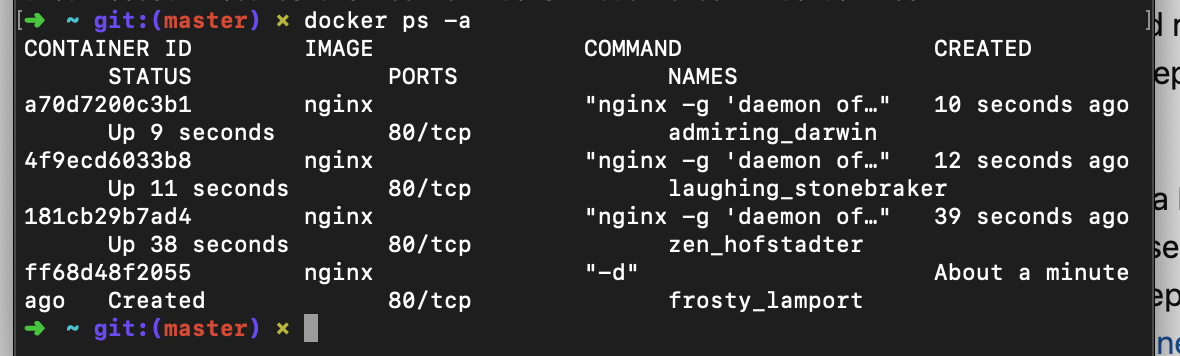 ➜ ~ git:(master) ✗ docker ps -a
CONTAINER ID IMAGE COMMAND CREATED
STATUS PORTS NAMES
a70d7200c3b1 nginx "nginx -g 'daemon of…" 10 seconds ago
Up 9 seconds 80/tcp admiring_darwin
4f9ecd6033b8 nginx "nginx -g 'daemon of…" 12 seconds ago
Up 11 seconds 80/tcp laughing_stonebraker
181cb29b7ad4 nginx "nginx -g 'daemon of…" 39 seconds ago
Up 38 seconds 80/tcp zen_hofstadter
ff68d48f2055 nginx "-d" About a minute
ago Created 80/tcp frosty_lamport
➜ ~ git:(master) ✗